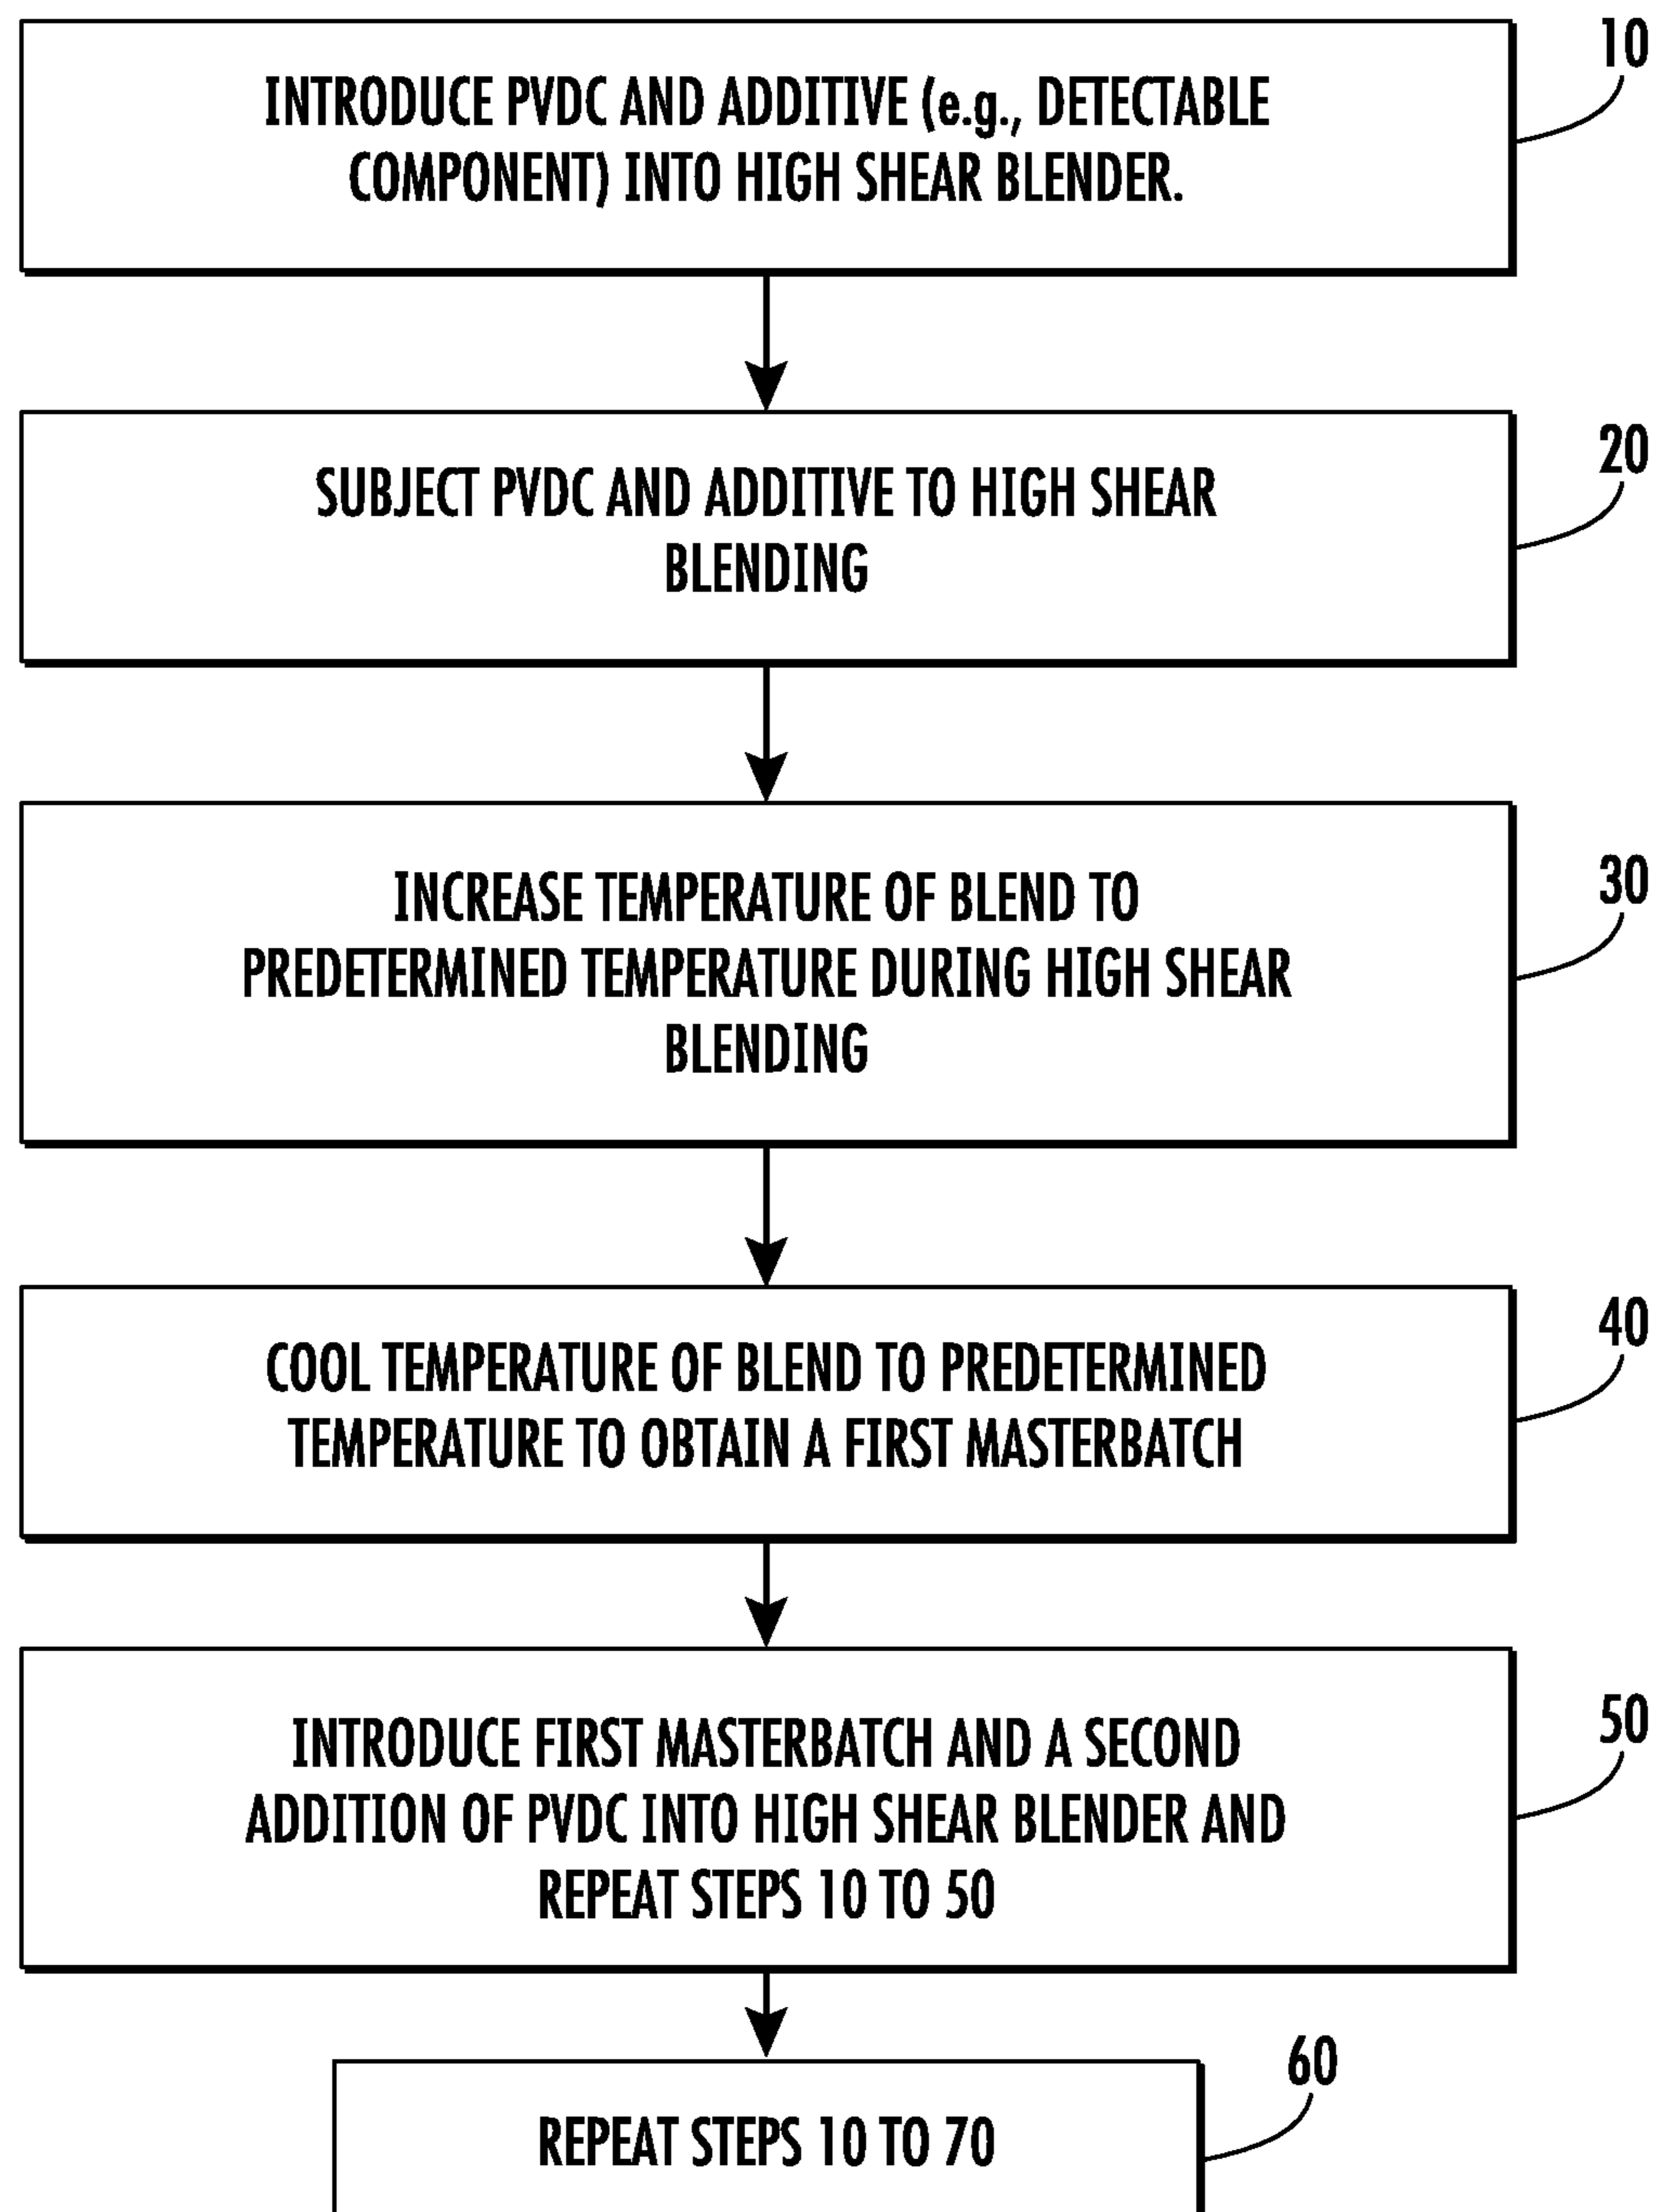 10
INTRODUCE PVDC AND ADDITIVE (e.g., DETECTABLE
COMPONENT) INTO HIGH SHEAR BLENDER.
20
SUBJECT PVDC AND ADDITIVE TO HIGH SHEAR
BLENDING
30
INCREASE TEMPERATURE OF BLEND TO
PREDETERMINED TEMPERATURE DURING HIGH SHEAR
BLENDING
40
COOL TEMPERATURE OF BLEND TO PREDETERMINED
TEMPERATURE TO OBTAIN A FIRST MASTERBATCH
50
INTRODUCE FIRST MASTERBATCH AND A SECOND
ADDITION OF PVDC INTO HIGH SHEAR BLENDER AND
REPEAT STEPS 10 TO 50
60
REPEAT STEPS 10 TO 70